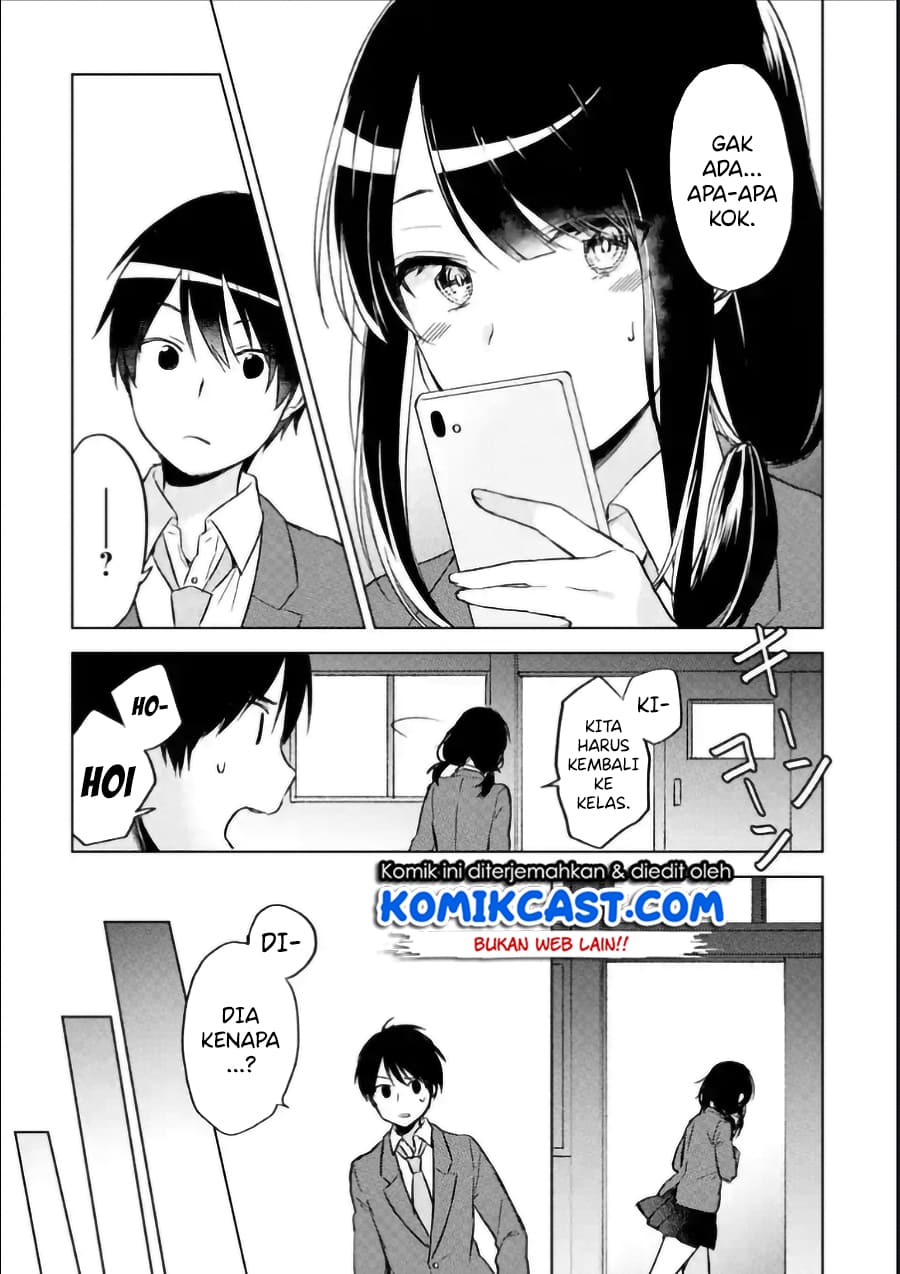 GAK
ADA...
APA-APA
KOK.
—?
キーンコーン
KI-
KITA
HARUS
KEMBALI
KE
KELAS.
HO-
HOI
Komik ini diterjemahkan & diedit oleh
KOMIKCAST.COM
BUKAN WEB LAIN!!
DI-
DIA
KENAPA
...?